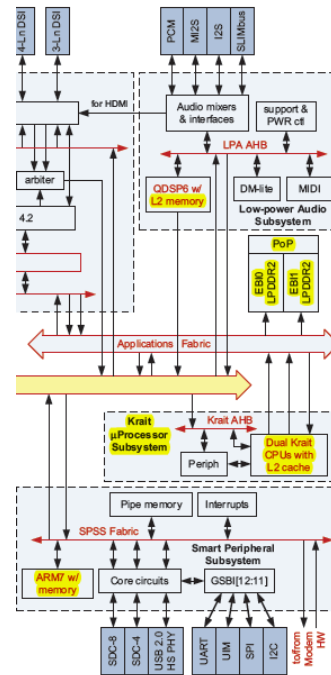 4-Ln DSI
3-Ln DSI
PCM
MI2S
I2S
SLIMbus
for HDMI
Audio mixers
& interfaces
support &
PWR ctl
LPA AHB
arbiter
QDSP6 w/
L2 memory
DM-lite
MIDI
Low-power Audio
Subsystem
4.2
PoP
EBI0
LPDDR2
EBI1
LPDDR2
Applications Fabric
Krait
µProcessor
Subsystem
Krait AHB
Periph
Dual Krait
CPUs with
L2 cache
Pipe memory
Interrupts
SPSS Fabric
Smart Peripheral
Subsystem
ARM7 w/
memory
Core circuits
GSBI[12:11]
SDC-8
SDC-4
USB 2.0
HS PHY
UART
UIM
SPI
I2C
to/from
Modem
HW